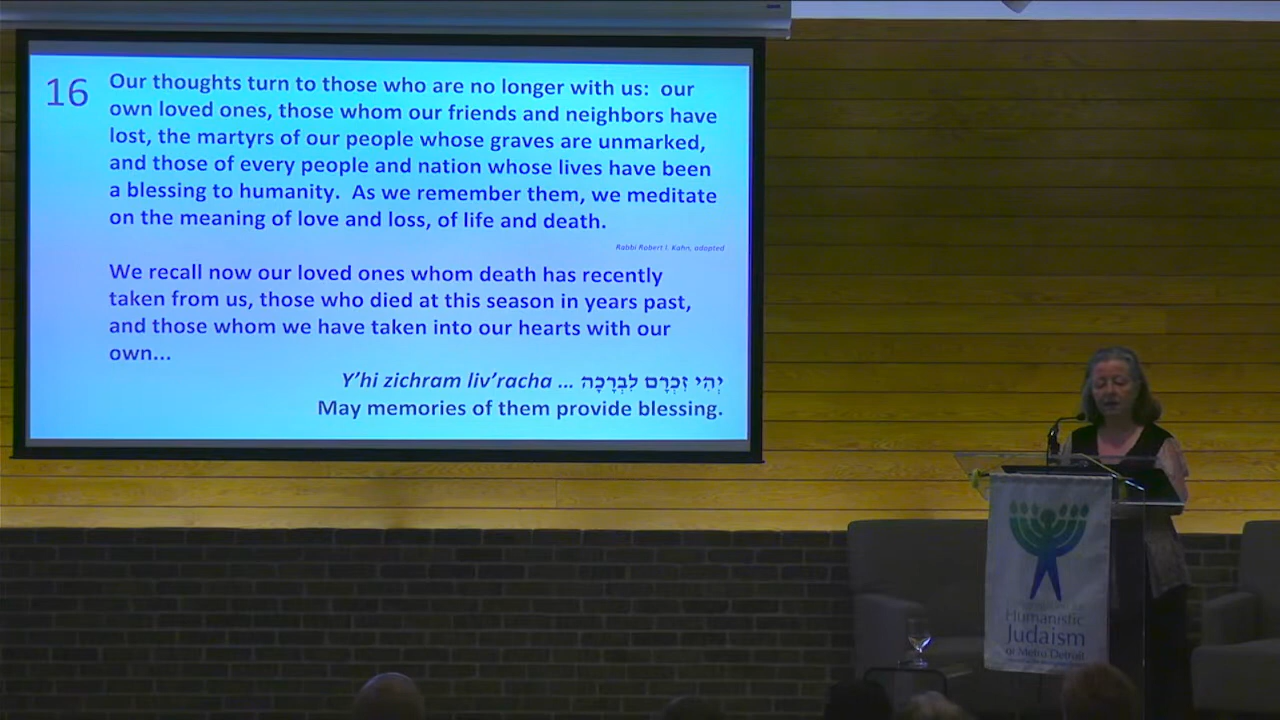 16
Our thoughts turn to those who are no longer with us: our
own loved ones, those whom our friends and neighbors have
lost, the martyrs of our people whose graves are unmarked,
and those of every people and nation whose lives have been
a blessing to humanity. As we remember them, we meditate
on the meaning of love and loss, of life and death.
Rabbi Robert I. Kahn, adapted
We recall now our loved ones whom death has recently
taken from us, those who died at this season in years past,
and those whom we have taken into our hearts with our
own...
Y'hi zichram liv'racha ... יְהִי זִכְרָם לִבְרָכָה
May memories of them provide blessing.
Humanistic
Judaism
of Metro Detroit